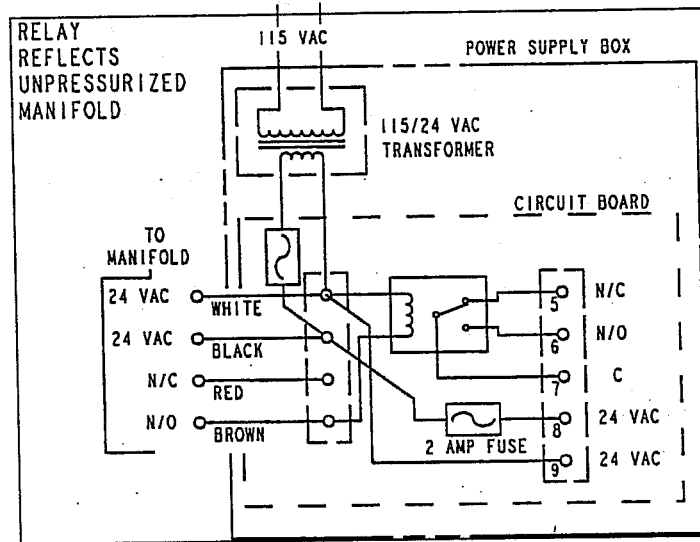 RELAY
REFLECTS
UNPRESSURIZED
MANIFOLD
115 VAC
POWER SUPPLY BOX
115/24 VAC
TRANSFORMER
CIRCUIT BOARD
TO
MANIFOLD
24 VAC
WHITE
24 VAC
BLACK
N/C
RED
N/O
BROWN
5
N/C
6
N/O
7
C
8
24 VAC
2 AMP FUSE
9
24 VAC